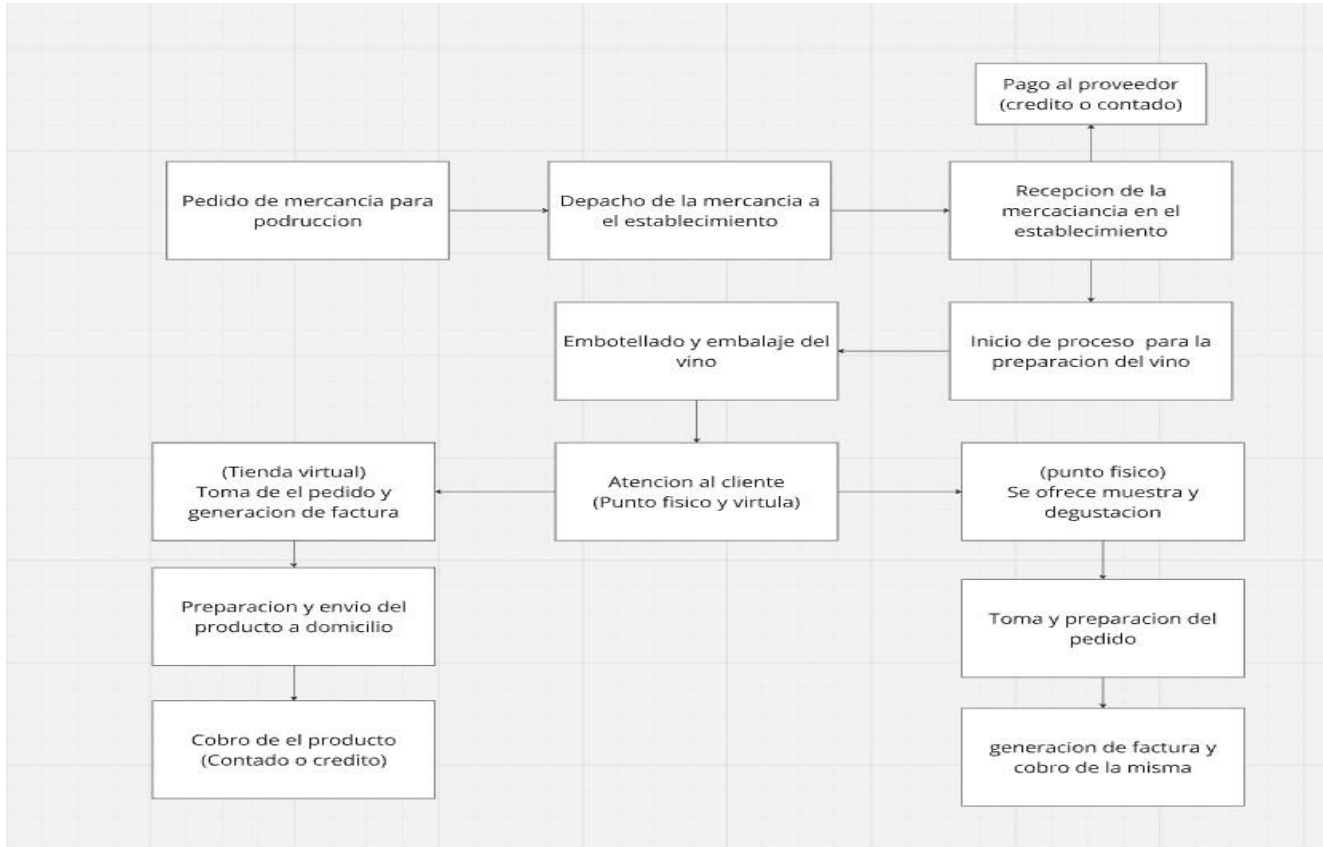 Pago al proveedor
(credito o contado)
Pedido de mercancia para
podruccion
Depacho de la mercancia a
el establecimiento
Recepcion de la
mercaciancia en el
establecimiento
Embotellado y embalaje del
vino
Inicio de proceso para la
preparacion del vino
(Tienda virtual)
Toma de el pedido y
generacion de factura
Atencion al cliente
(Punto fisico y virtula)
(punto fisico)
Se ofrece muestra y
degustacion
Preparacion y envio del
producto a domicilio
Toma y preparacion del
pedido
Cobro de el producto
(Contado o credito)
generacion de factura y
cobro de la misma